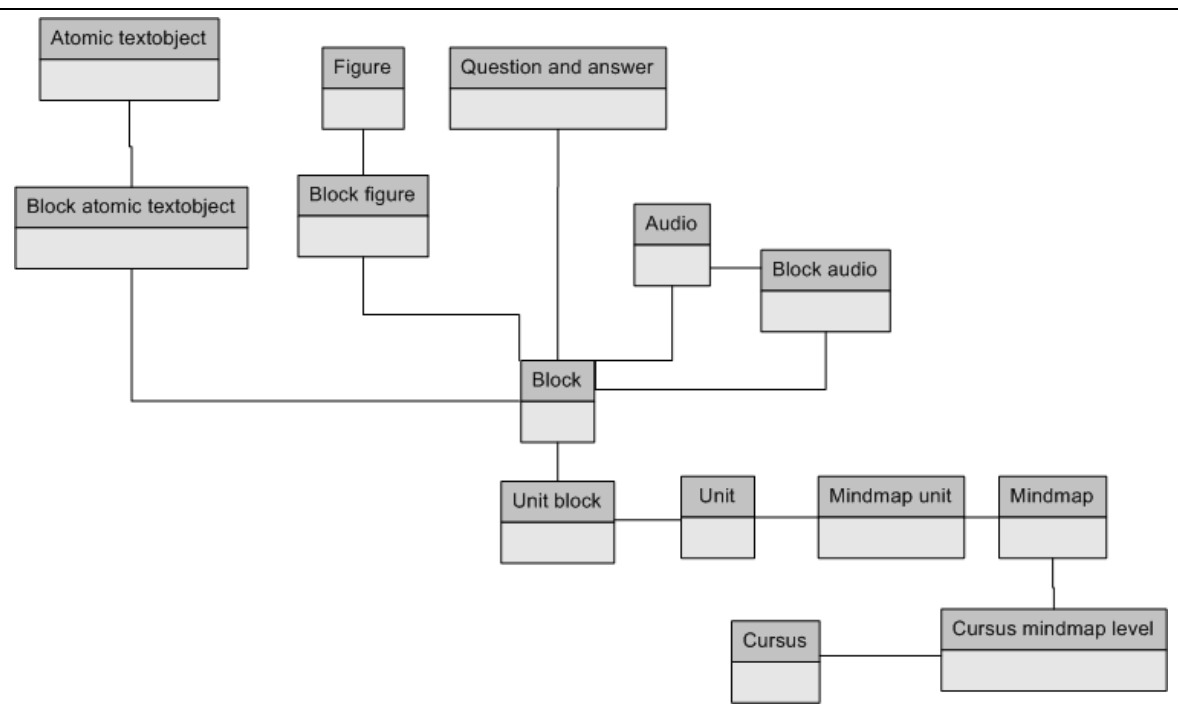 Atomic textobject
Figure
Question and answer
Block atomic textobject
Block figure
Audio
Block audio
Block
Unit block
Unit
Mindmap unit
Mindmap
Cursus
Cursus mindmap level